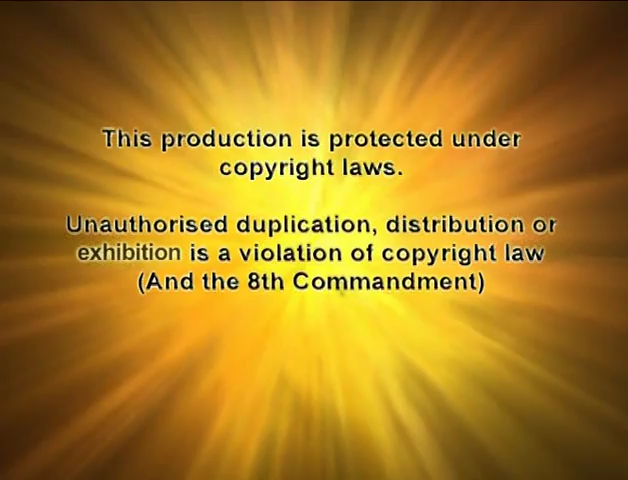 This production is protected under
copyright laws.
Unauthorised duplication, distribution or
exhibition is a violation of copyright law
(And the 8th Commandment)